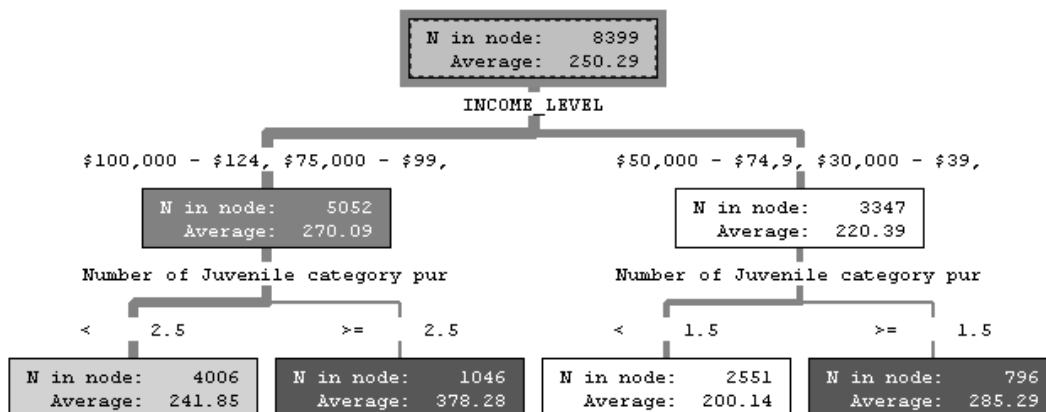 N in node: 8399
Average: 250.29
INCOME_LEVEL
$100,000 - $124, $75,000 - $99,
$50,000 - $74,9, $30,000 - $39,
N in node: 5052
Average: 270.09
N in node: 3347
Average: 220.39
Number of Juvenile category pur
Number of Juvenile category pur
< 2.5
>= 2.5
< 1.5
>= 1.5
N in node: 4006
Average: 241.85
N in node: 1046
Average: 378.28
N in node: 2551
Average: 200.14
N in node: 796
Average: 285.29